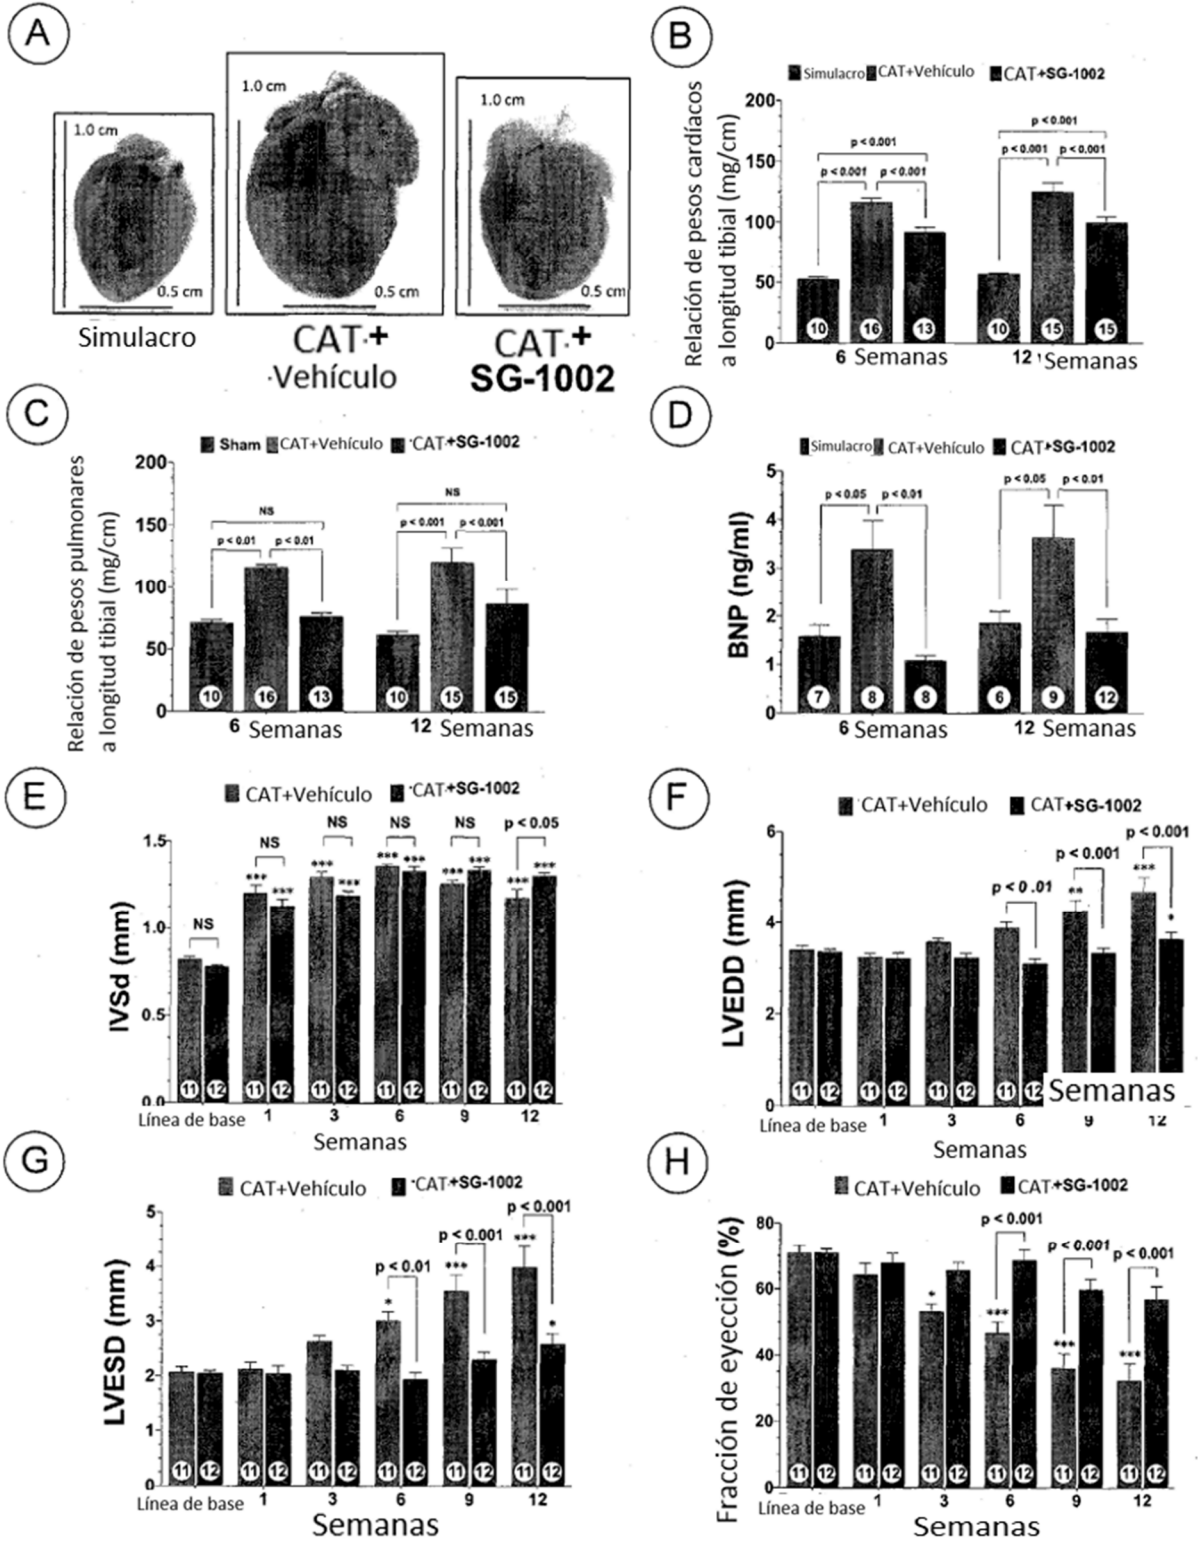 A
1.0 cm
0.5 cm
Simulacro
1.0 cm
0.5 cm
CAT+
Vehículo
1.0 cm
0.5 cm
CAT+
SG-1002
B
Simulacro CAT+Vehículo CAT+SG-1002
Relación de pesos cardíacos
a longitud tibial (mg/cm)
200
150
100
50
0
p < 0.001
p < 0.001 p < 0.001
p < 0.001
p < 0.001 p < 0.001
10 16 13 10 15 15
6 Semanas 12 Semanas
C
Sham CAT+Vehículo CAT+SG-1002
Relación de pesos pulmonares
a longitud tibial (mg/cm)
200
150
100
50
0
NS
p < 0.01 p < 0.01
NS
p < 0.001 p < 0.001
10 16 13 10 15 15
6 Semanas 12 Semanas
D
Simulacro CAT+Vehículo CAT+SG-1002
BNP (ng/ml)
5
4
3
2
1
0
p < 0.05 p < 0.01 p < 0.05 p < 0.01
7 8 8 6 9 12
6 Semanas 12 Semanas
E
CAT+Vehículo CAT+SG-1002
IVSd (mm)
1.5
1.0
0.5
0.0
NS NS NS NS NS p < 0.05
*** *** *** *** *** *** *** *** *** ***
11 12 11 12 11 12 11 12 11 12 11 12
Línea de base 1 3 6 9 12
Semanas
F
CAT+Vehículo CAT+SG-1002
LVEDD (mm)
6
4
2
0
p < 0.01 p < 0.001 p < 0.001
** *** *
11 12 11 12 11 12 11 12
Semanas
Línea de base 1 3 6 9 12
Semanas
G
CAT+Vehículo CAT+SG-1002
LVESD (mm)
5
4
3
2
1
0
p < 0.01 p < 0.001 p < 0.001
* *** *** *
11 12 11 12 11 12 11 12 11 12 11 12
Línea de base 1 3 6 9 12
Semanas
H
CAT+Vehículo CAT+SG-1002
Fracción de eyección (%)
80
60
40
20
0
p < 0.001 p < 0.001 p < 0.001
* *** *** ***
11 12 11 12 11 12 11 12 11 12 11 12
Línea de base 1 3 6 9 12
Semanas